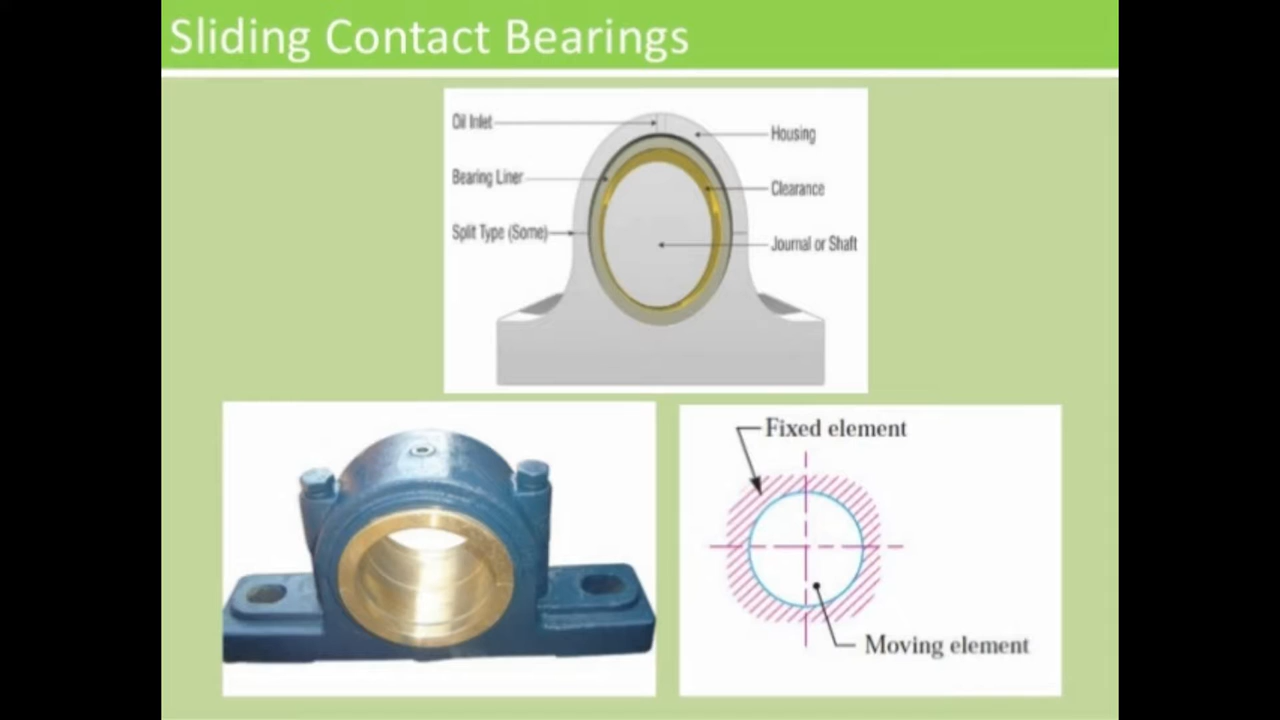 Sliding Contact Bearings
Oil Inlet
Housing
Bearing Liner
Clearance
Split Type (Some)
Journal or Shaft
Fixed element
Moving element